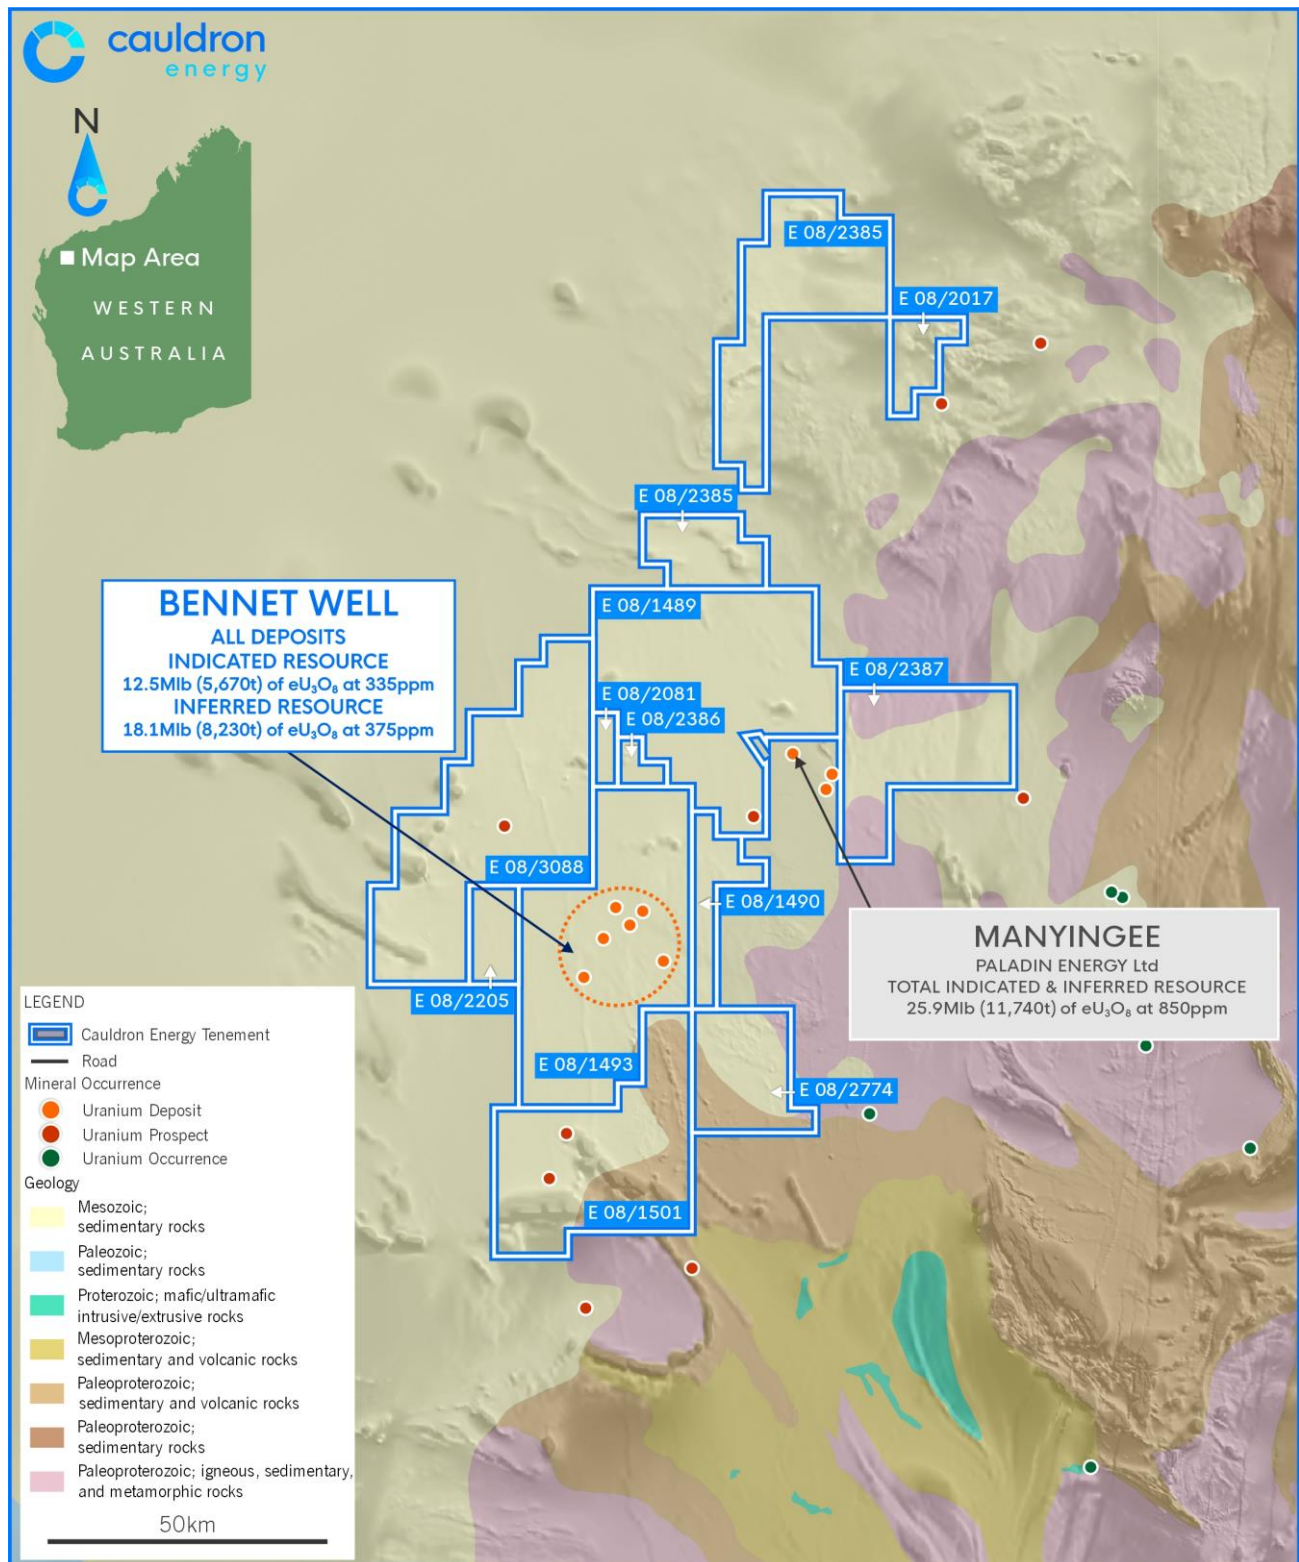 cauldron
energy
N
Map Area
WESTERN
AUSTRALIA
E 08/2385
E 08/2017
E 08/2385
E 08/1489
BENNET WELL
ALL DEPOSITS
INDICATED RESOURCE
12.5Mlb (5,670t) of eU₃O₈ at 335ppm
INFERRED RESOURCE
18.1Mlb (8,230t) of eU₃O₈ at 375ppm
E 08/2387
E 08/2081
E 08/2386
E 08/3088
E 08/1490
MANYINGEE
PALADIN ENERGY Ltd
TOTAL INDICATED & INFERRED RESOURCE
25.9Mlb (11,740t) of eU₃O₈ at 850ppm
E 08/2205
E 08/1493
E 08/2774
E 08/1501
LEGEND
Cauldron Energy Tenement
Road
Mineral Occurrence
Uranium Deposit
Uranium Prospect
Uranium Occurrence
Geology
Mesozoic;
sedimentary rocks
Paleozoic;
sedimentary rocks
Proterozoic; mafic/ultramafic
intrusive/extrusive rocks
Mesoproterozoic;
sedimentary and volcanic rocks
Paleoproterozoic;
sedimentary and volcanic rocks
Paleoproterozoic;
sedimentary rocks
Paleoproterozoic; igneous, sedimentary,
and metamorphic rocks
50km